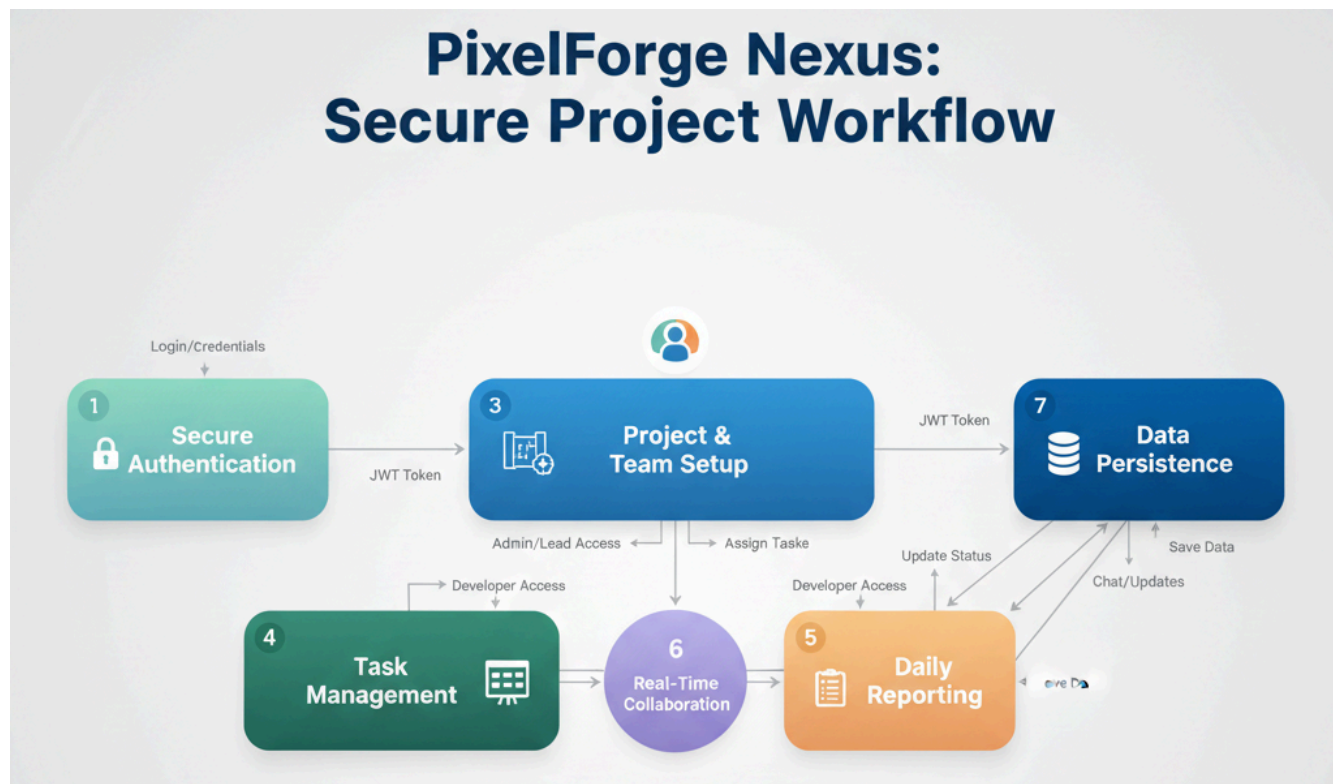 PixelForge Nexus:
Secure Project Workflow
Login/Credentials
1
Secure
Authentication
JWT Token
3
Project &
Team Setup
JWT Token
7
Data
Persistence
Admin/Lead Access
Assign Taske
Update Status
Save Data
Chat/Updates
Developer Access
Developer Access
4
Task
Management
6
Real-Time
Collaboration
5
Daily
Reporting